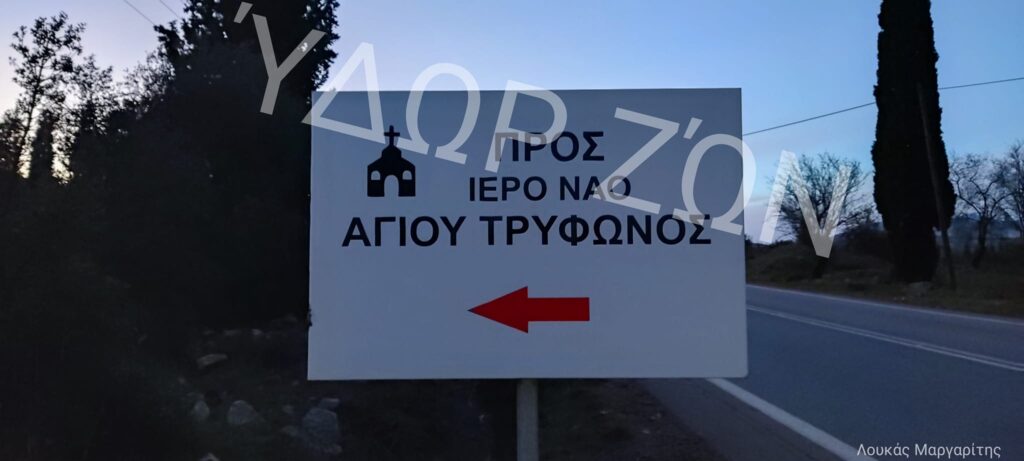 ΎΔΩΡ ΖΏΝ
ΠΡΟΣ
ΙΕΡΟ ΝΑΟ
ΑΓΙΟΥ ΤΡΥΦΩΝΟΣ
Λουκάς Μαργαρίτης